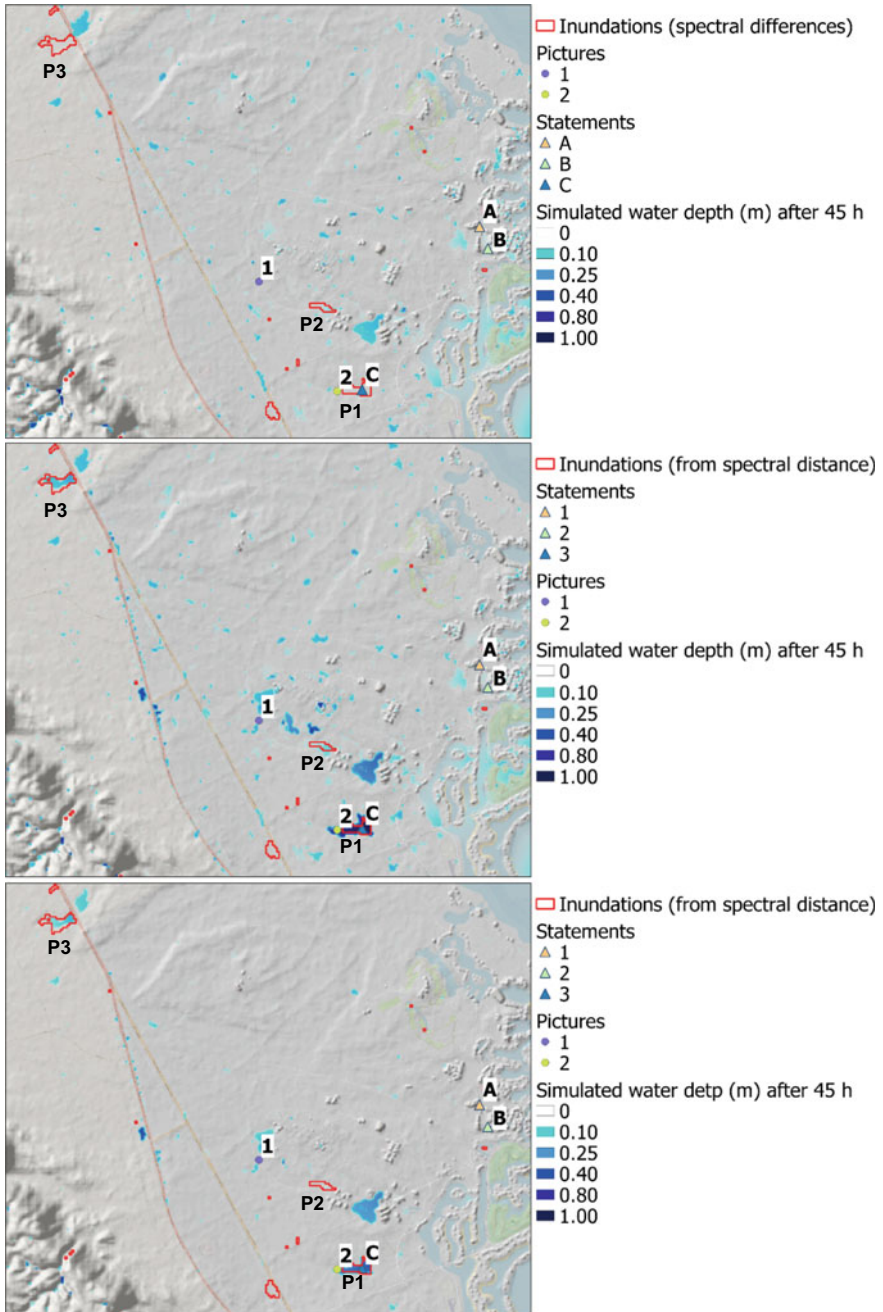 Inundations (spectral differences)
Pictures
1
2
Statements
A
B
C
Simulated water depth (m) after 45 h
0
0.10
0.25
0.40
0.80
1.00
P3
A
B
1
P2
2 C
P1
Inundations (from spectral distance)
Statements
1
2
3
Pictures
1
2
Simulated water depth (m) after 45 h
0
0.10
0.25
0.40
0.80
1.00
P3
A
B
1
P2
2 C
P1
Inundations (from spectral distance)
Statements
1
2
3
Pictures
1
2
Simulated water detp (m) after 45 h
0
0.10
0.25
0.40
0.80
1.00
P3
A
B
1
P2
2 C
P1